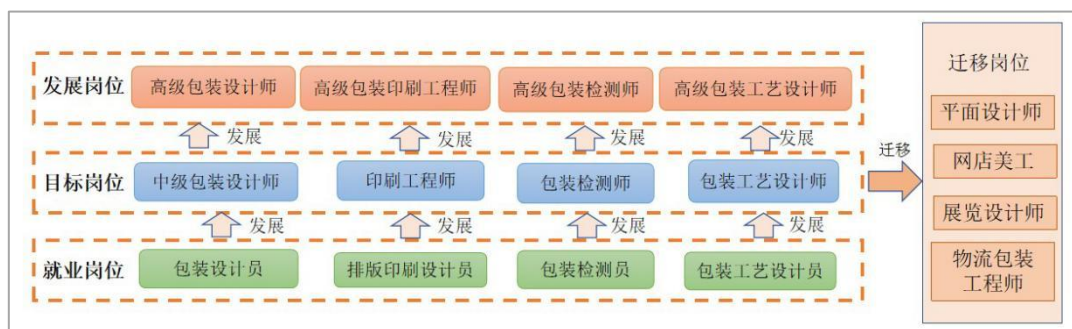 发展岗位 高级包装设计师 高级包装印刷工程师 高级包装检测师 高级包装工艺设计师
发展 发展 发展 发展
目标岗位 中级包装设计师 印刷工程师 包装检测师 包装工艺设计师
发展 发展 发展 发展
就业岗位 包装设计员 排版印刷设计员 包装检测员 包装工艺设计员
迁移
迁移岗位
平面设计师
网店美工
展览设计师
物流包装
工程师